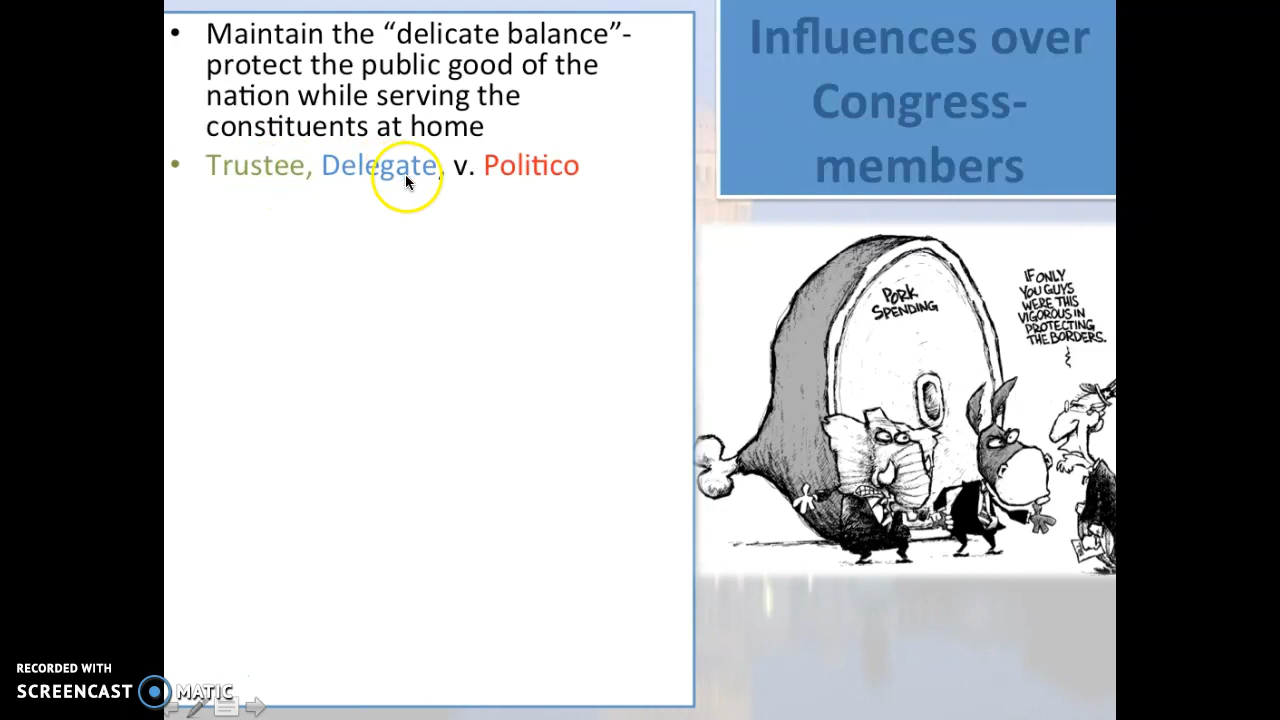 • Maintain the “delicate balance”-
protect the public good of the
nation while serving the
constituents at home
• Trustee, Delegate, v. Politico
Influences over
Congress-
members
PORK
SPENDING
IF ONLY
YOU GUYS
WERE THIS
VIGOROUS IN
PROTECTING
THE BORDERS.
RECORDED WITH
SCREENCAST MATIC